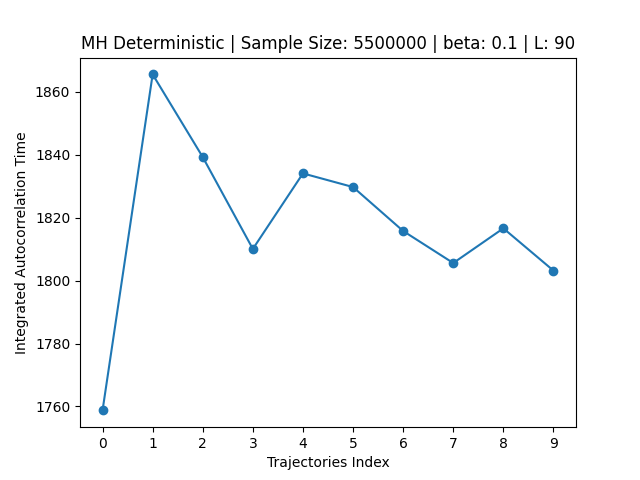 MH Deterministic | Sample Size: 5500000 | beta: 0.1 | L: 90
Integrated Autocorrelation Time
1860
1840
1820
1800
1780
1760
0 1 2 3 4 5 6 7 8 9
Trajectories Index